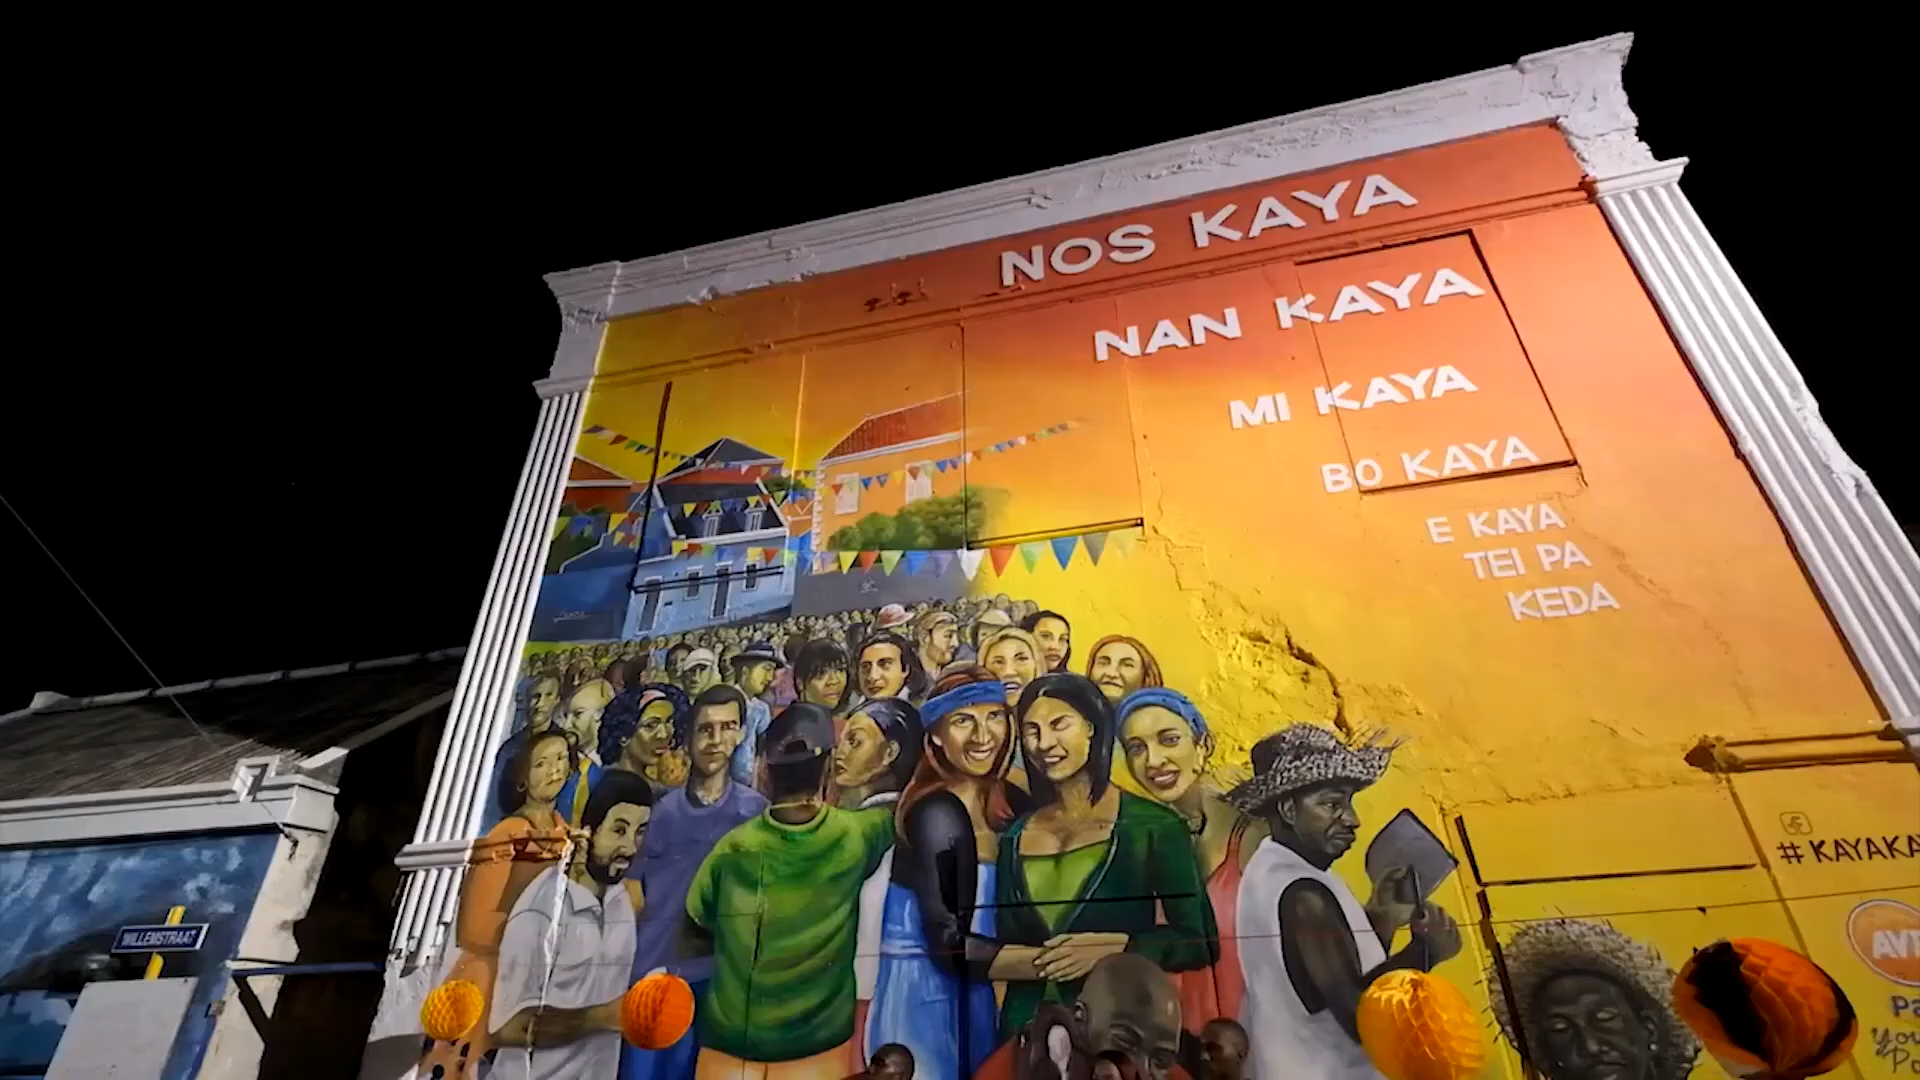 NOS KAYA
NAN KAYA
MI KAYA
BO KAYA
E KAYA
TEI PA
KEDA
#KAYAKA
WILLEMSTRAAT